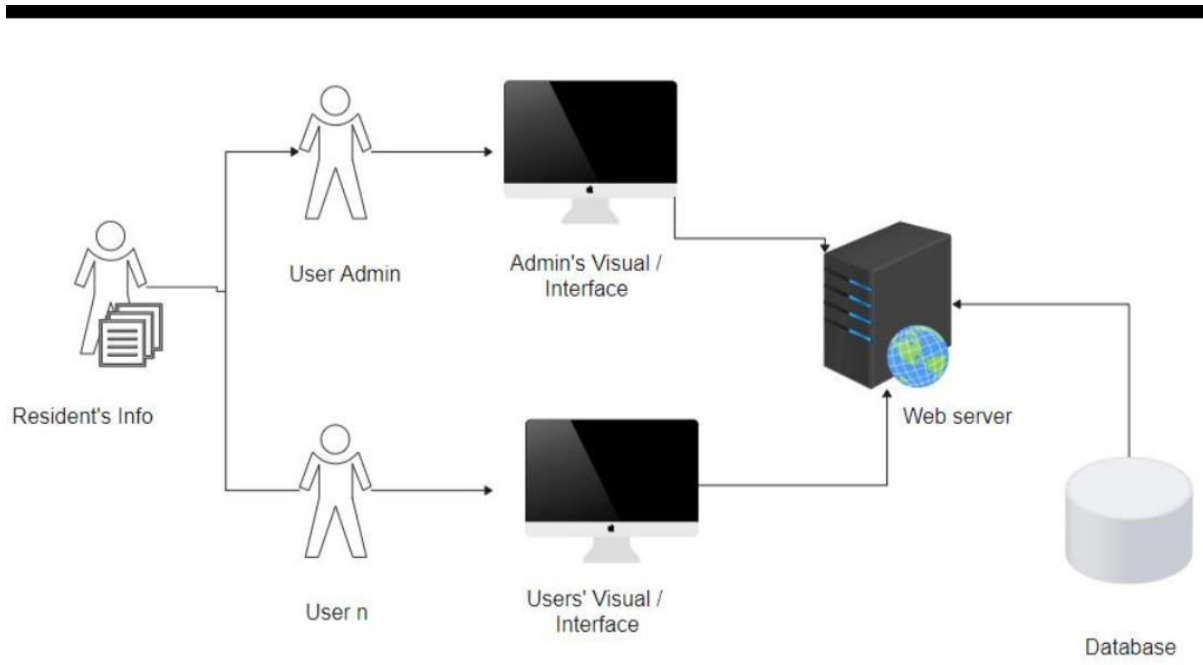 User Admin
Admin's Visual /
Interface
Resident's Info
Web server
User n
Users' Visual /
Interface
Database